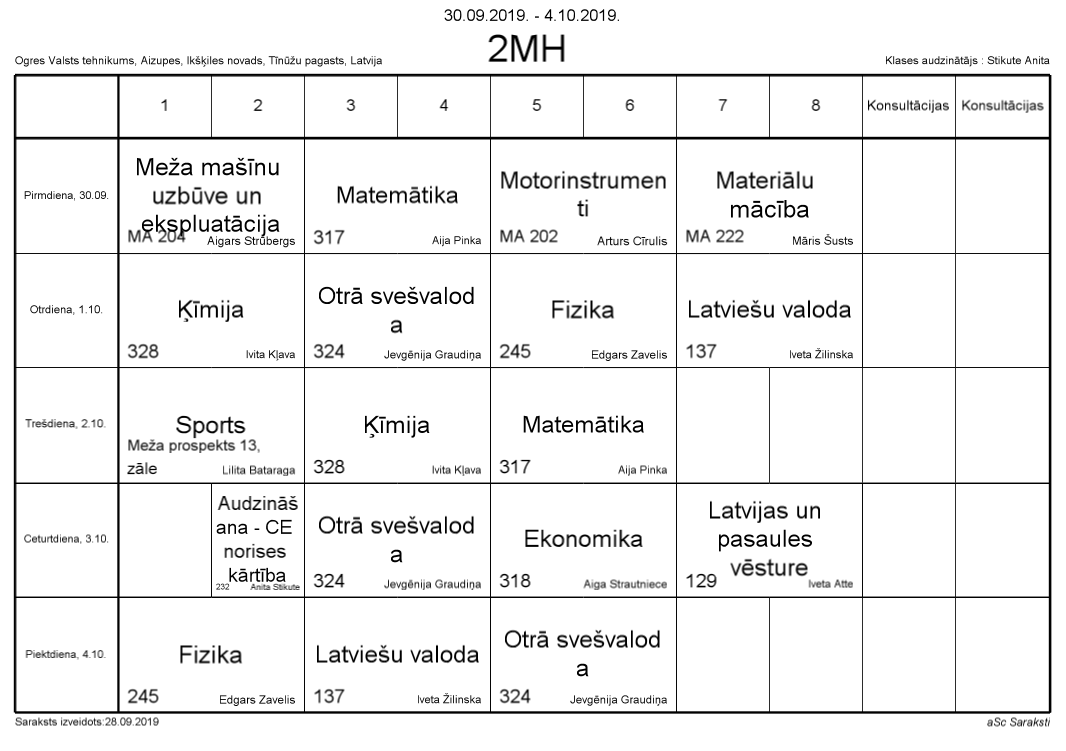 30.09.2019. - 4.10.2019.
2MH
Ogres Valsts tehnikums, Aizupes, Ikšķiles novads, Tīnūžu pagasts, Latvija
Klases audzinātājs : Stikute Anita
1 2 3 4 5 6 7 8 Konsultācijas Konsultācijas
Pirmdiena, 30.09.
Meža mašīnu
uzbūve un
ekspluatācija
MA 204 Aigars Strūbergs
Matemātika
317 Aija Pinka
Motorinstrumen
ti
MA 202 Arturs Cīrulis
Materiālu
mācība
MA 222 Māris Šusts
Otrdiena, 1.10.
Ķīmija
328 Ivita Kļava
Otrā svešvalod
a
324 Jevgēnija Graudiņa
Fizika
245 Edgars Zavelis
Latviešu valoda
137 Iveta Žilinska
Trešdiena, 2.10.
Sports
Meža prospekts 13,
zāle Lilita Bataraga
Ķīmija
328 Ivita Kļava
Matemātika
317 Aija Pinka
Ceturtdiena, 3.10.
Audzināš
ana - CE
norises
kārtība
232 Anita Stikute
Otrā svešvalod
a
324 Jevgēnija Graudiņa
Ekonomika
318 Aiga Strautniece
Latvijas un
pasaules
vēsture
129 Iveta Atte
Piektdiena, 4.10.
Fizika
245 Edgars Zavelis
Latviešu valoda
137 Iveta Žilinska
Otrā svešvalod
a
324 Jevgēnija Graudiņa
Saraksts izveidots:28.09.2019
aSc Saraksti